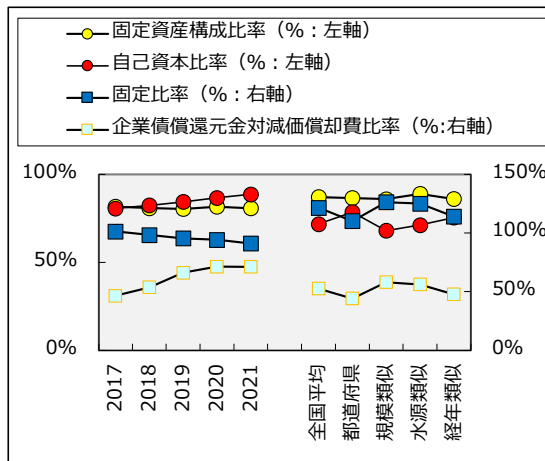 固定資産構成比率（%：左軸）
自己資本比率（%：左軸）
固定比率（%：右軸）
企業債償還元金対減価償却費比率（%:右軸）
100%
50%
0%
150%
100%
50%
0%
2017
2018
2019
2020
2021
全国平均
都道府県
規模類似
水源類似
経年類似